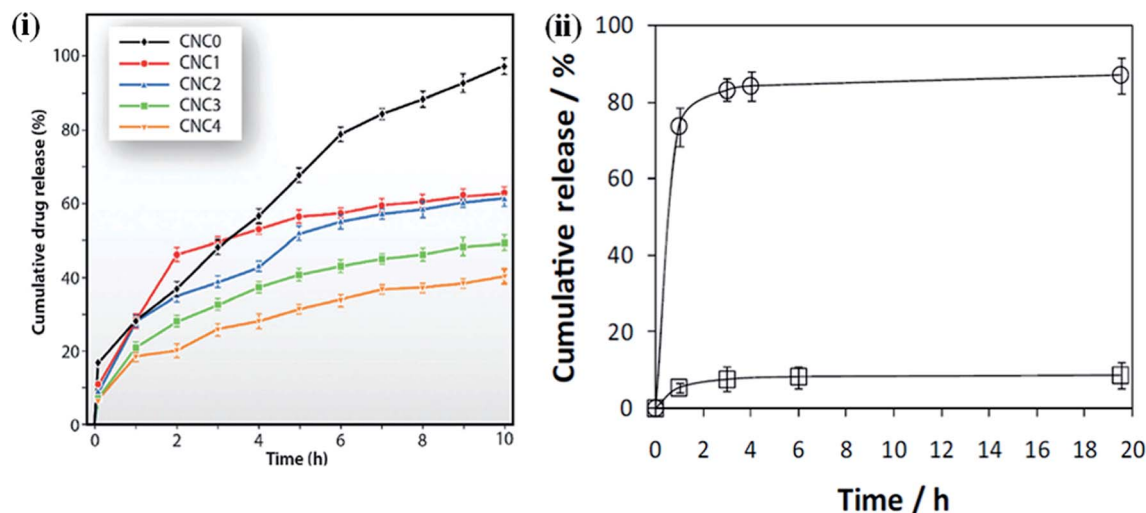 (i)
CNC0
CNC1
CNC2
CNC3
CNC4
Cumulative drug release (%)
100
80
60
40
20
0
0 2 4 6 8 10
Time (h)
(ii)
Cumulative release / %
100
80
60
40
20
0
0 2 4 6 8 10 12 14 16 18 20
Time / h